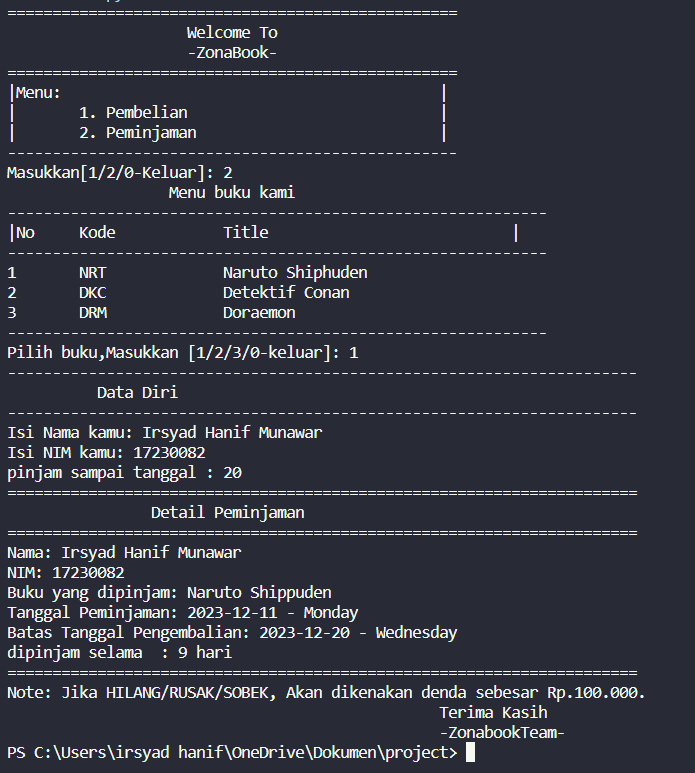 ==================================================
Welcome To
-ZonaBook-
==================================================
|Menu: |
| 1. Pembelian |
| 2. Peminjaman |
--------------------------------------------------
Masukkan[1/2/0-Keluar]: 2
Menu buku kami
------------------------------------------------------------
|No Kode Title |
------------------------------------------------------------
1 NRT Naruto Shiphuden
2 DKC Detektif Conan
3 DRM Doraemon
------------------------------------------------------------
Pilih buku,Masukkan [1/2/3/0-keluar]: 1
----------------------------------------------------------------------
Data Diri
----------------------------------------------------------------------
Isi Nama kamu: Irsyad Hanif Munawar
Isi NIM kamu: 17230082
pinjam sampai tanggal : 20
======================================================================
Detail Peminjaman
======================================================================
Nama: Irsyad Hanif Munawar
NIM: 17230082
Buku yang dipinjam: Naruto Shippuden
Tanggal Peminjaman: 2023-12-11 - Monday
Batas Tanggal Pengembalian: 2023-12-20 - Wednesday
dipinjam selama  : 9 hari
======================================================================
Note: Jika HILANG/RUSAK/SOBEK, Akan dikenakan denda sebesar Rp.100.000.
Terima Kasih
-ZonabookTeam-
PS C:\Users\irsyad hanif\OneDrive\Dokumen\project>